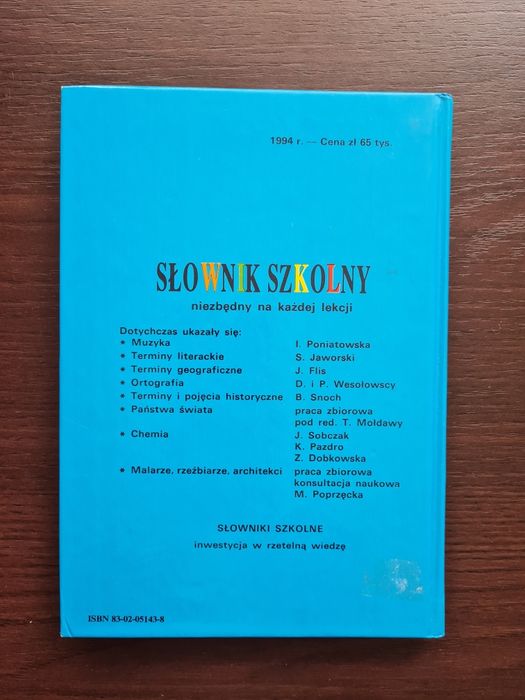 1994 r. — Cena zł 65 tys.
SŁOWNIK SZKOLNY
niezbędny na każdej lekcji
Dotychczas ukazały się:
* Muzyka I. Poniatowska
* Terminy literackie S. Jaworski
* Terminy geograficzne J. Flis
* Ortografia D. i P. Wesołowscy
* Terminy i pojęcia historyczne B. Snoch
* Państwa świata praca zbiorowa
pod red. T. Mołdawy
* Chemia J. Sobczak
K. Pazdro
Z. Dobkowska
* Malarze, rzeźbiarze, architekci praca zbiorowa
konsultacja naukowa
M. Poprzęcka
SŁOWNIKI SZKOLNE
inwestycja w rzetelną wiedzę
ISBN 83-02-05143-8